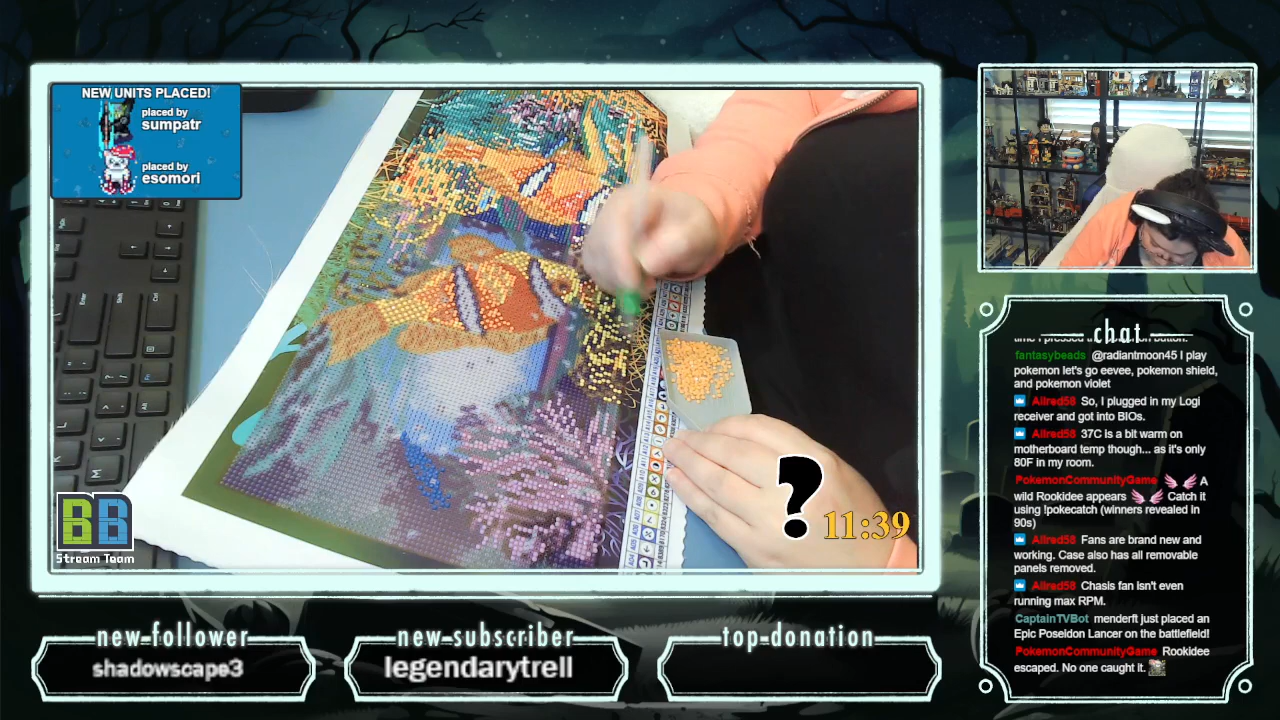 NEW UNITS PLACED!
placed by
sumpatr
placed by
esomori
BB
Stream Team
?
11:39
chat
fantasybeads @radiantmoon45 I play
pokemon let's go eevee, pokemon shield,
and pokemon violet
Allred58 So, I plugged in my Logi
receiver and got into BIOs.
Allred58 37C is a bit warm on
motherboard temp though... as it's only
80F in my room.
PokemonCommunityGame A
wild Rookidee appears Catch it
using !pokecatch (winners revealed in
90s)
Allred58 Fans are brand new and
working. Case also has all removable
panels removed.
Allred58 Chasis fan isn't even
running max RPM.
CaptainTVBot menderft just placed an
Epic Poseidon Lancer on the battlefield!
PokemonCommunityGame Rookidee
escaped. No one caught it.
new follower
shadowscape3
new subscriber
legendarytrell
top donation